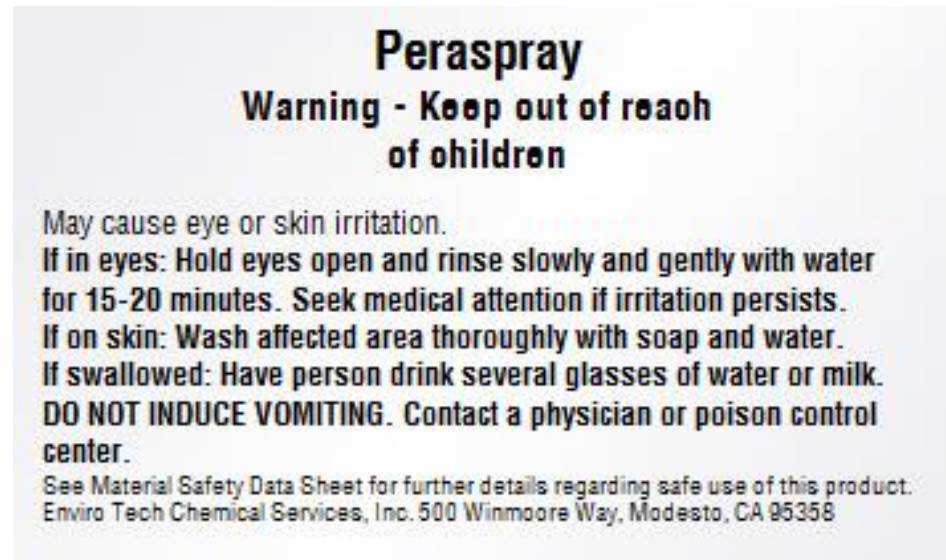 Peraspray
Warning - Keep out of reach
of children
May cause eye or skin irritation.
If in eyes: Hold eyes open and rinse slowly and gently with water
for 15-20 minutes. Seek medical attention if irritation persists.
If on skin: Wash affected area thoroughly with soap and water.
If swallowed: Have person drink several glasses of water or milk.
DO NOT INDUCE VOMITING. Contact a physician or poison control
center.
See Material Safety Data Sheet for further details regarding safe use of this product.
Enviro Tech Chemical Services, Inc. 500 Winmoore Way, Modesto, CA 95358